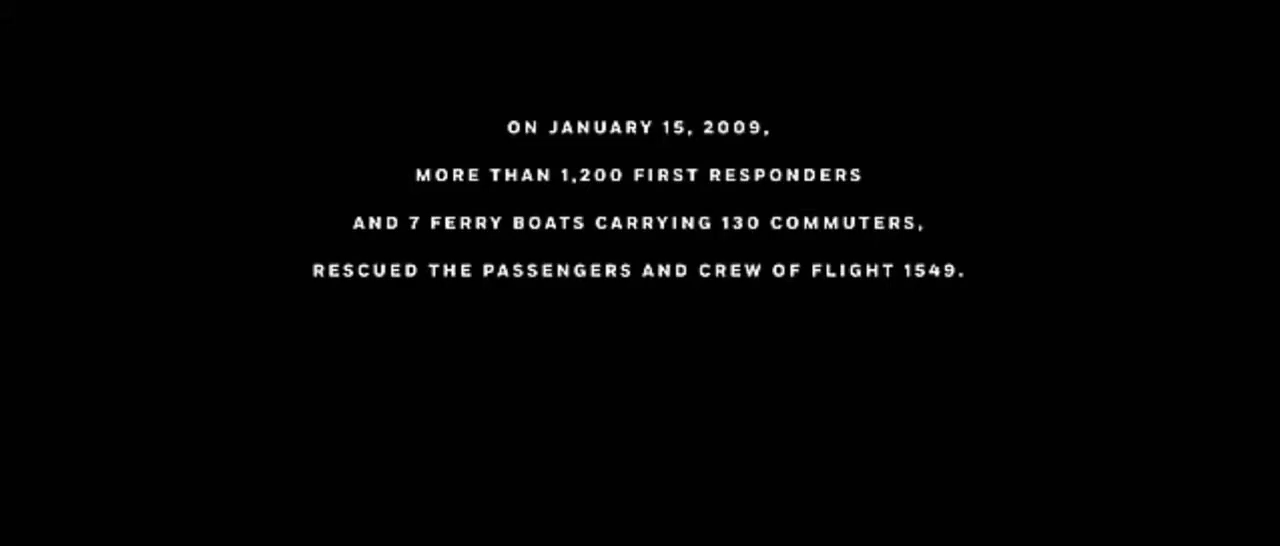 ON JANUARY 15, 2009,
MORE THAN 1,200 FIRST RESPONDERS
AND 7 FERRY BOATS CARRYING 130 COMMUTERS,
RESCUED THE PASSENGERS AND CREW OF FLIGHT 1549.